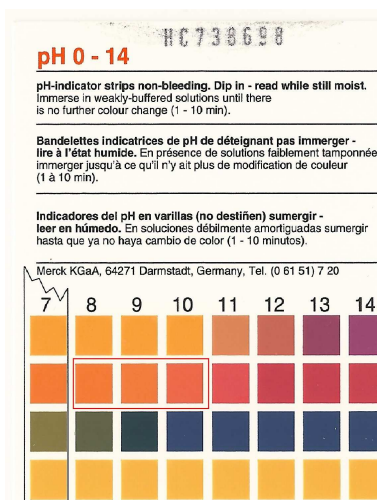 HC738698
pH 0 - 14
pH-indicator strips non-bleeding. Dip in - read while still moist.
Immerse in weakly-buffered solutions until there
is no further colour change (1 - 10 min).
Bandelettes indicatrices de pH de déteignant pas immerger -
lire à l'état humide. En présence de solutions faiblement tamponnée
immerger jusqu'à ce qu'il n'y ait plus de modification de couleur
(1 à 10 min).
Indicadores del pH en varillas (no destiñen) sumergir -
leer en húmedo. En soluciones débilmente amortiguadas sumergir
hasta que ya no haya cambio de color (1 - 10 minutos).
Merck KGaA, 64271 Darmstadt, Germany, Tel. (0 61 51) 7 20
7 8 9 10 11 12 13 14